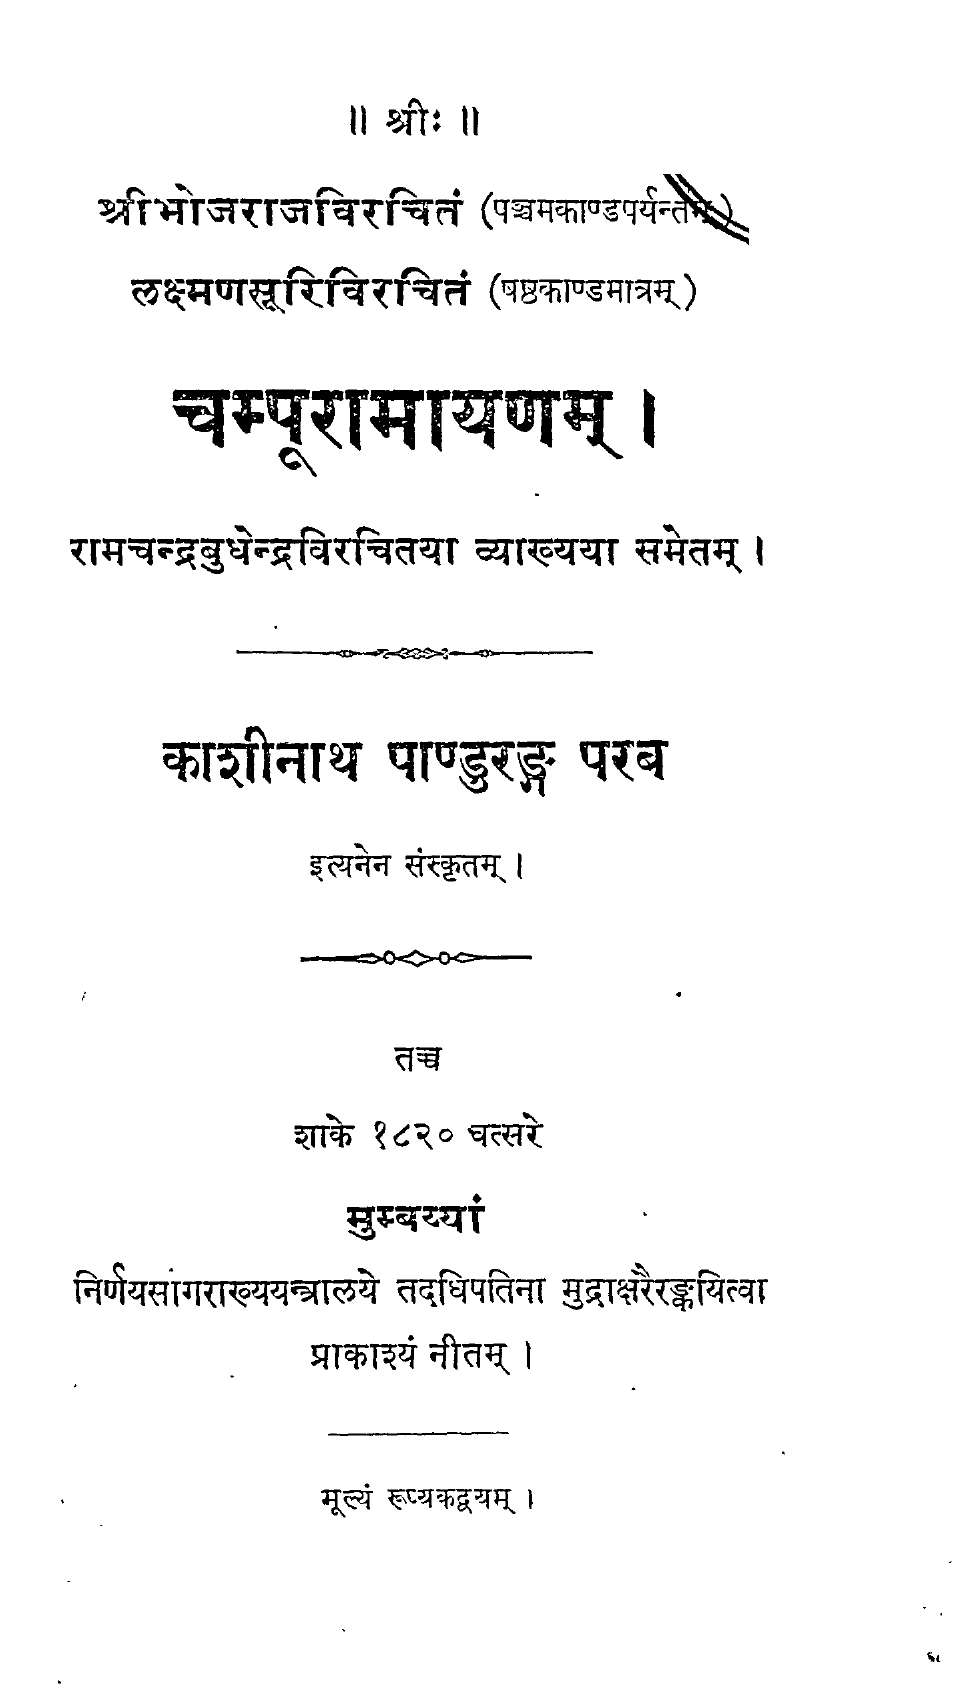 ॥ श्रीः ॥
श्रीभोजराजविरचितं (पञ्चमकाण्डपर्यन्तम्)
लक्ष्मणसूरिविरचितं (षष्ठकाण्डमात्रम्)
चम्पूरामायणम् ।
रामचन्द्रबुधेन्द्रविरचितया व्याख्यया समेतम् ।
काशीनाथ पाण्डुरङ्ग परब
इत्यनेन संस्कृतम् ।
तच्च
शाके १८२० वत्सरे
मुम्बय्यां
निर्णयसागराख्ययन्त्रालये तदधिपतिना मुद्राक्षरैरङ्कयित्वा
प्राकाश्यं नीतम् ।
मूल्यं रूप्यकद्वयम् ।